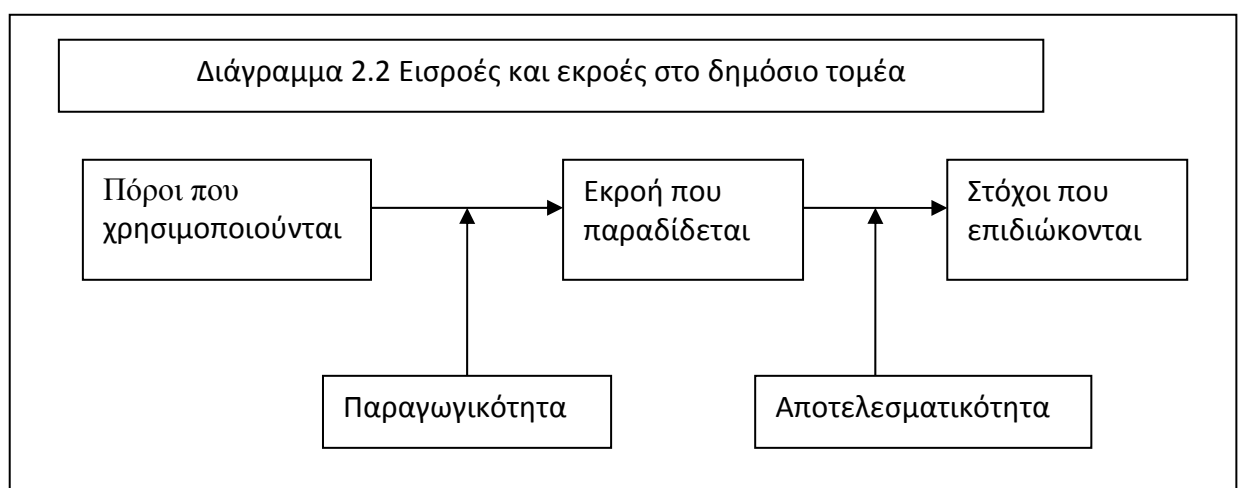 Διάγραμμα 2.2 Εισροές και εκροές στο δημόσιο τομέα
Πόροι που
χρησιμοποιούνται
Εκροή που
παραδίδεται
Στόχοι που
επιδιώκονται
Παραγωγικότητα
Αποτελεσματικότητα